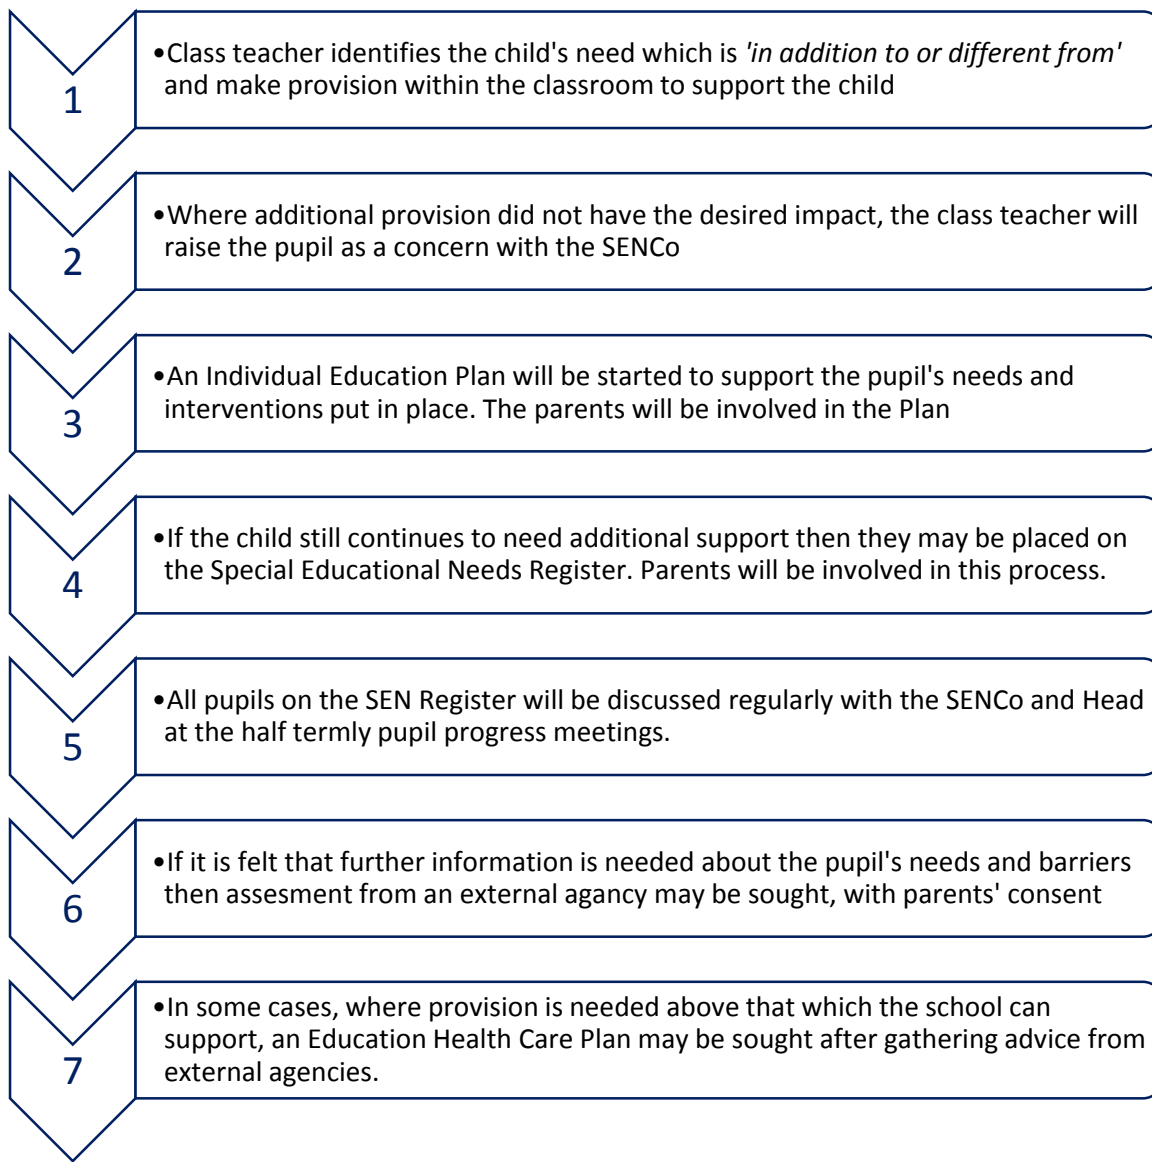 1
•Class teacher identifies the child's need which is 'in addition to or different from'
and make provision within the classroom to support the child
2
•Where additional provision did not have the desired impact, the class teacher will
raise the pupil as a concern with the SENCo
3
•An Individual Education Plan will be started to support the pupil's needs and
interventions put in place. The parents will be involved in the Plan
4
•If the child still continues to need additional support then they may be placed on
the Special Educational Needs Register. Parents will be involved in this process.
5
•All pupils on the SEN Register will be discussed regularly with the SENCo and Head
at the half termly pupil progress meetings.
6
•If it is felt that further information is needed about the pupil's needs and barriers
then assesment from an external agancy may be sought, with parents' consent
7
•In some cases, where provision is needed above that which the school can
support, an Education Health Care Plan may be sought after gathering advice from
external agencies.